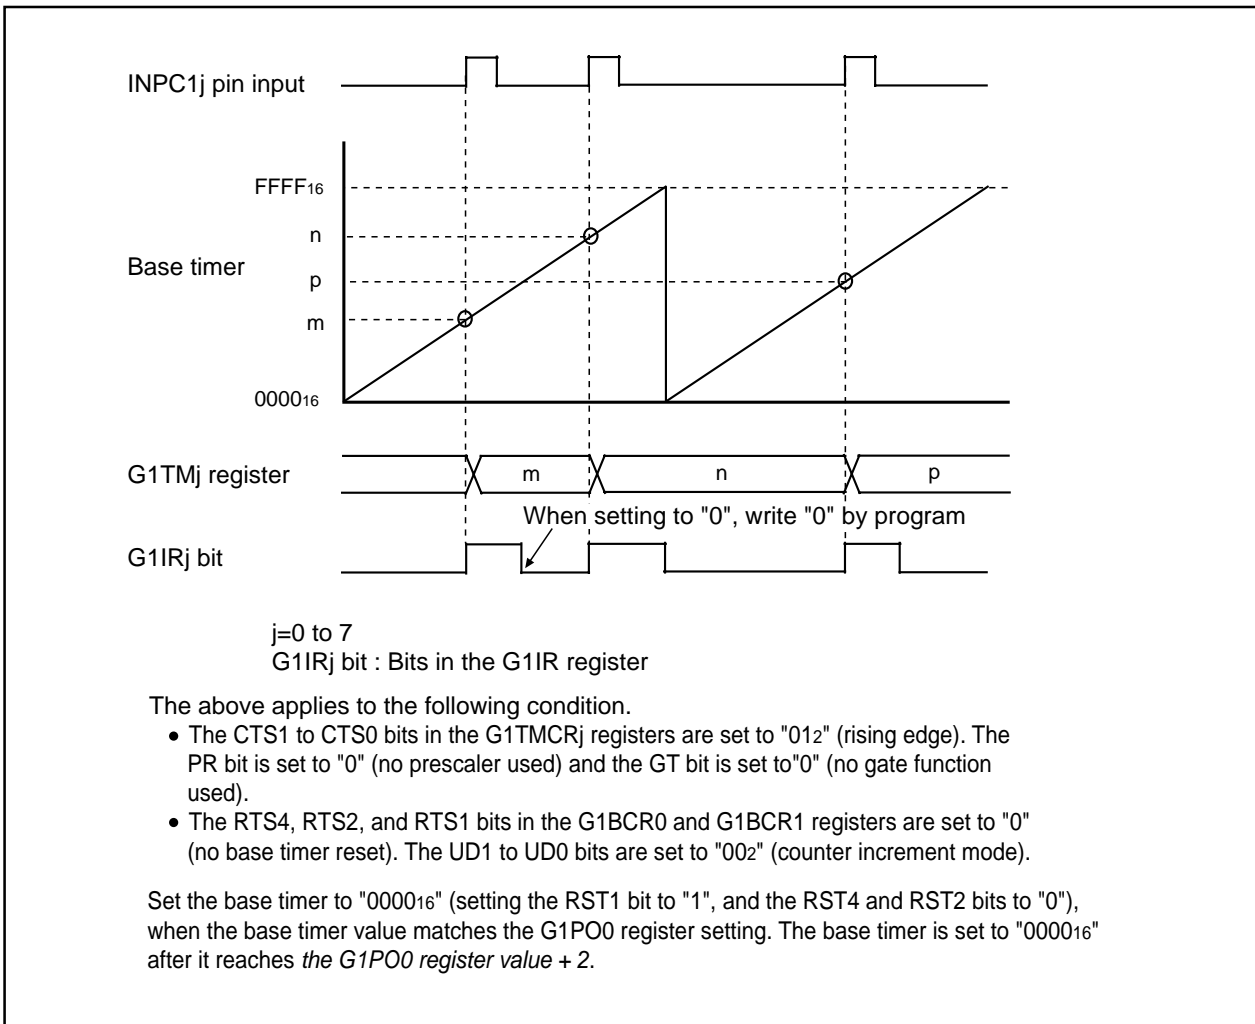 INPC1j pin input
FFFF16
n
Base timer
p
m
000016
G1TMj register
m
n
p
When setting to "0", write "0" by program
G1IRj bit
j=0 to 7
G1IRj bit : Bits in the G1IR register
The above applies to the following condition.
● The CTS1 to CTS0 bits in the G1TMCRj registers are set to "012" (rising edge). The
PR bit is set to "0" (no prescaler used) and the GT bit is set to"0" (no gate function
used).
● The RTS4, RTS2, and RTS1 bits in the G1BCR0 and G1BCR1 registers are set to "0"
(no base timer reset). The UD1 to UD0 bits are set to "002" (counter increment mode).
Set the base timer to "000016" (setting the RST1 bit to "1", and the RST4 and RST2 bits to "0"),
when the base timer value matches the G1PO0 register setting. The base timer is set to "000016"
after it reaches the G1PO0 register value + 2.